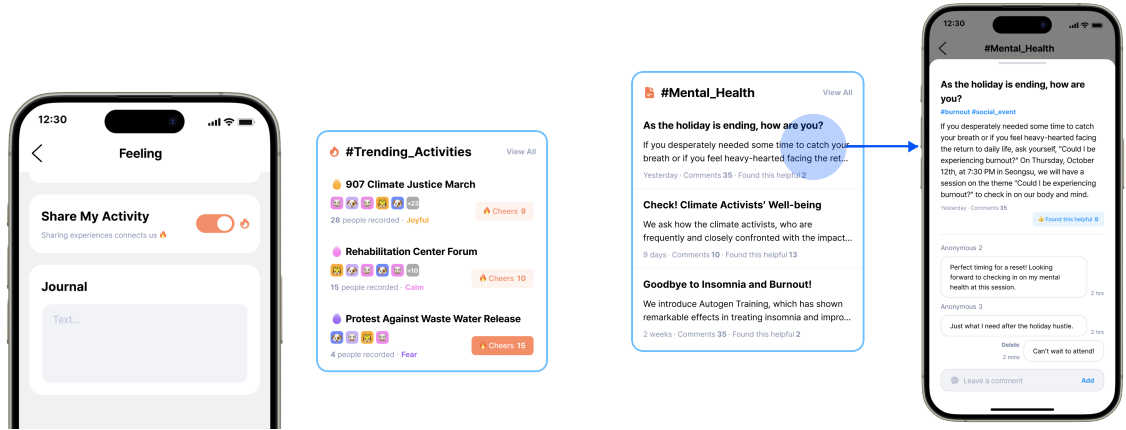 12:30
Feeling
Share My Activity
Sharing experiences connects us
Journal
Text...
#Trending_Activities
View All
907 Climate Justice March
+23
28 people recorded · Joyful
Cheers 9
Rehabilitation Center Forum
+10
15 people recorded · Calm
Cheers 10
Protest Against Waste Water Release
4 people recorded · Fear
Cheers 15
#Mental_Health
View All
As the holiday is ending, how are you?
If you desperately needed some time to catch your
breath or if you feel heavy-hearted facing the ret...
Yesterday · Comments 35 · Found this helpful 2
Check! Climate Activists' Well-being
We ask how the climate activists, who are
frequently and closely confronted with the impact...
9 days · Comments 10 · Found this helpful 13
Goodbye to Insomnia and Burnout!
We introduce Autogen Training, which has shown
remarkable effects in treating insomnia and impro...
2 weeks · Comments 35 · Found this helpful 2
12:30
#Mental_Health
As the holiday is ending, how are
you?
#burnout #social_event
If you desperately needed some time to catch
your breath or if you feel heavy-hearted facing
the return to daily life, ask yourself, "Could I be
experiencing burnout?" On Thursday, October
12th, at 7:30 PM in Seongsu, we will have a
session on the theme "Could I be experiencing
burnout?" to check in on our body and mind.
Yesterday · Comments 35
Found this helpful 9
Anonymous 2
Perfect timing for a reset! Looking
forward to checking in on my mental
health at this session.
2 hrs
Anonymous 3
Just what I need after the holiday hustle.
2 hrs
Delete
2 mins
Can't wait to attend!
Leave a comment
Add